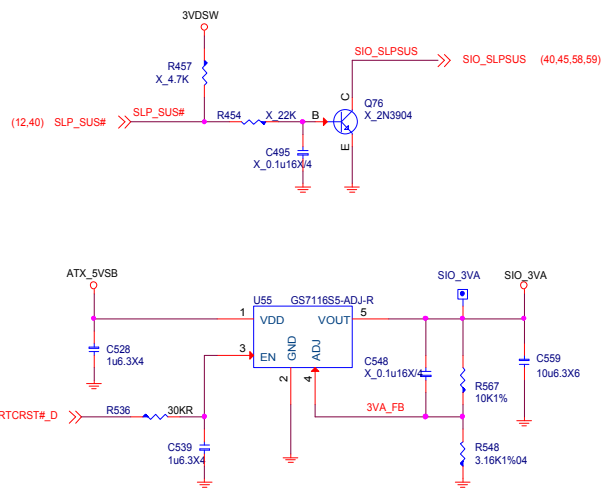 3VDSW
R457
X_4.7K
SIO_SLPSUS
SIO_SLPSUS (40,45,58,59)
(12,40) SLP_SUS#
SLP_SUS#
R454 X_22K
B
C
E
Q76
X_2N3904
C495
X_0.1u16X/4
ATX_5VSB
SIO_3VA
SIO_3VA
U55 GS7116S5-ADJ-R
1
VDD
VOUT
5
3
EN
GND
ADJ
2
4
C528
1u6.3X4
C548
X_0.1u16X/4
R567
10K1%
C559
10u6.3X6
RTCRST#_D
R536
30KR
3VA_FB
C539
1u6.3X4
R548
3.16K1%04